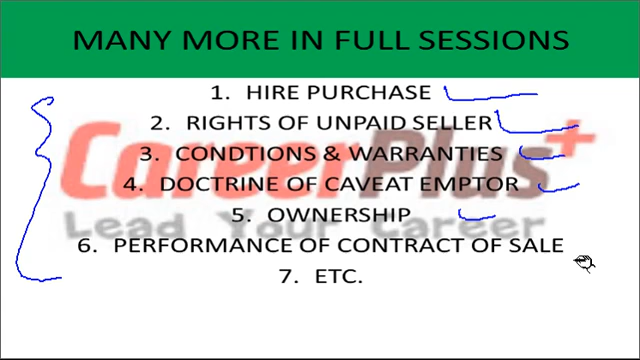 MANY MORE IN FULL SESSIONS
1. HIRE PURCHASE
2. RIGHTS OF UNPAID SELLER
3. CONDTIONS & WARRANTIES
4. DOCTRINE OF CAVEAT EMPTOR
5. OWNERSHIP
6. PERFORMANCE OF CONTRACT OF SALE
7. ETC.
CareerPlus+
Lead Your Career